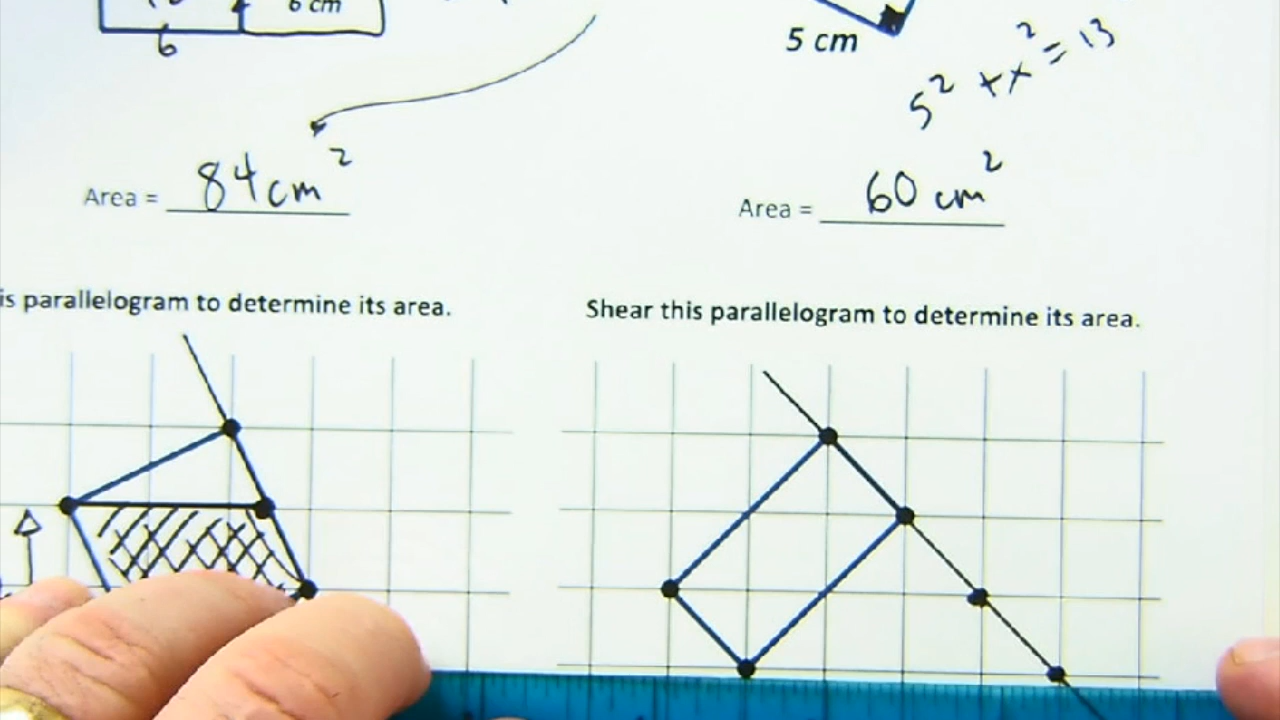 6 cm
6
5 cm
5² + x² = 13
Area = 84 cm²
Area = 60 cm²
is parallelogram to determine its area.
Shear this parallelogram to determine its area.